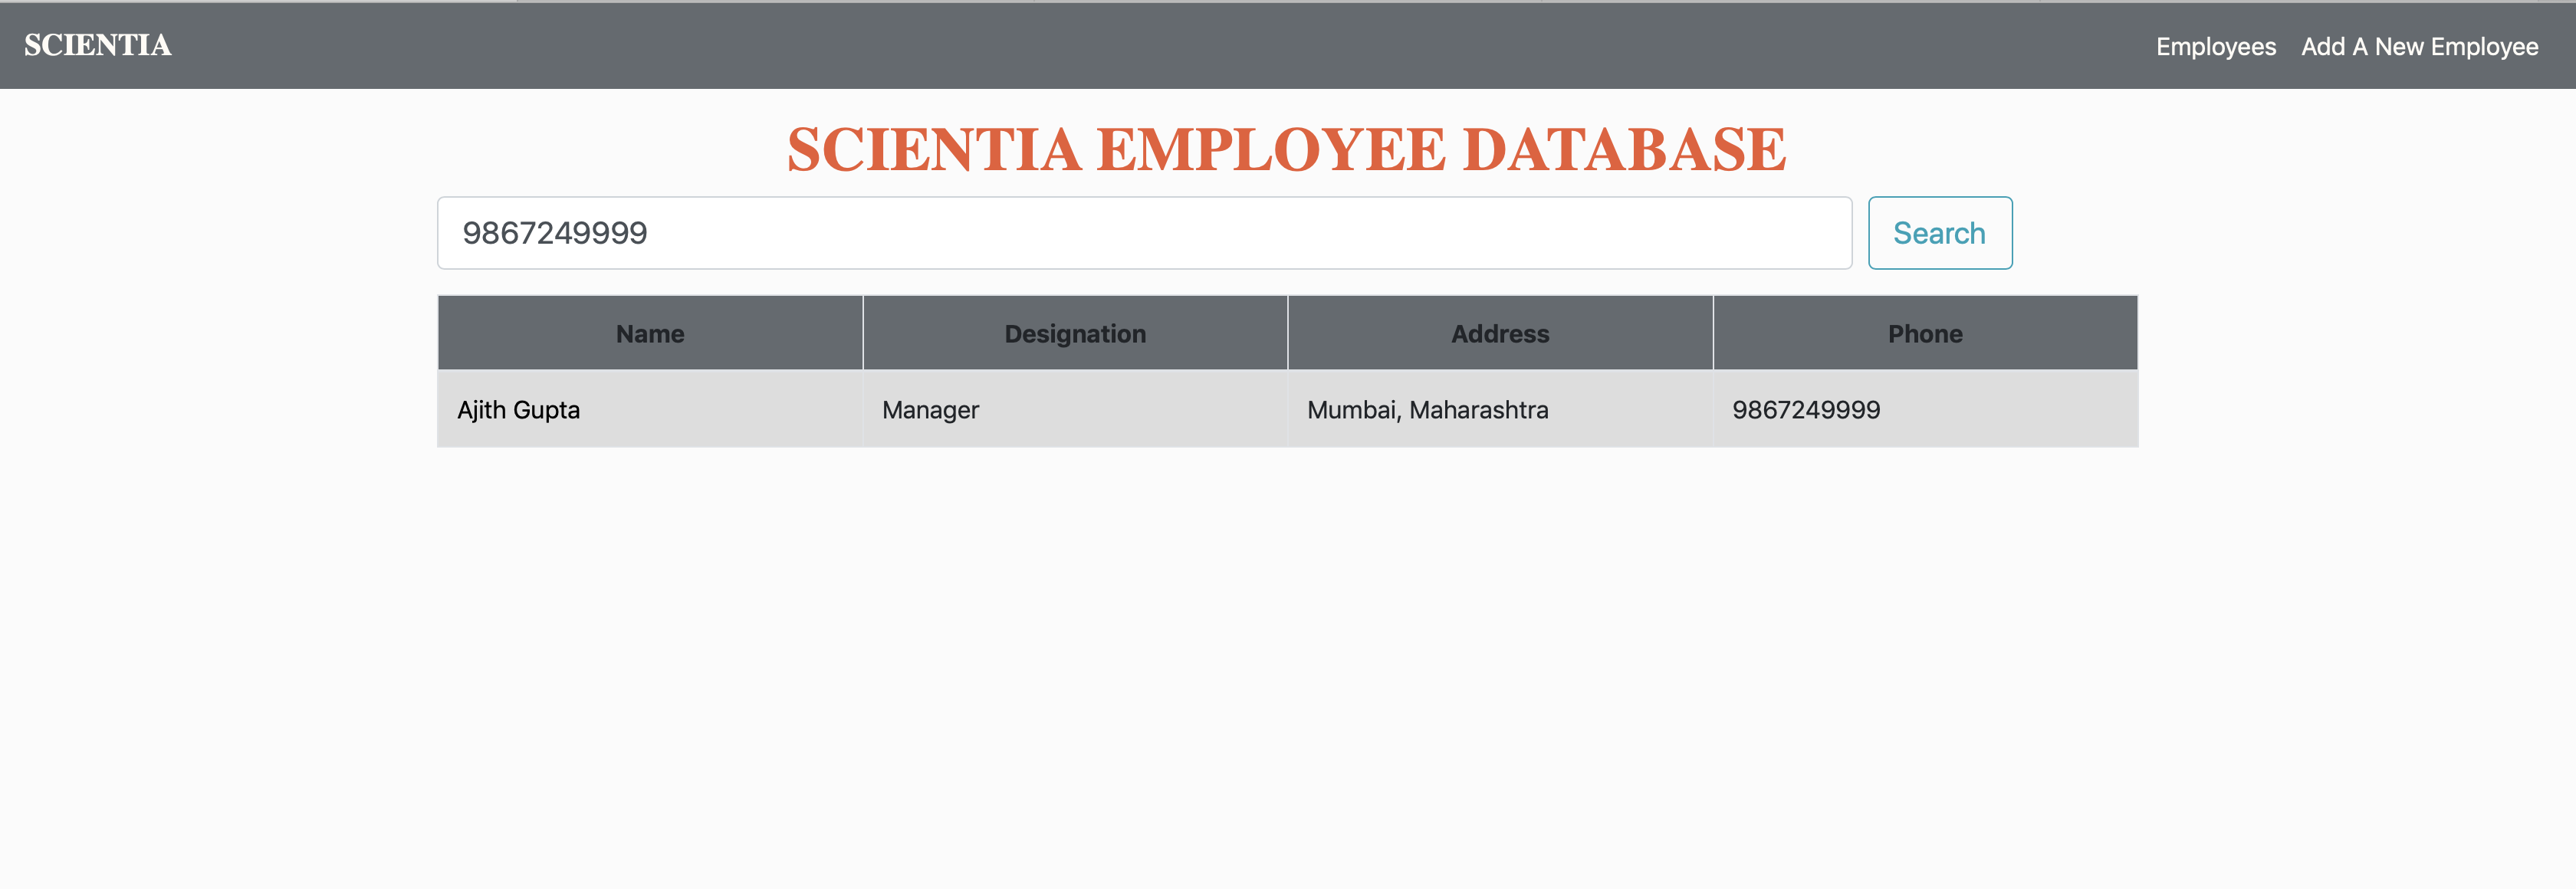 SCIENTIA Employees Add A New Employee
SCIENTIA EMPLOYEE DATABASE
9867249999 Search
Name Designation Address Phone
Ajith Gupta Manager Mumbai, Maharashtra 9867249999